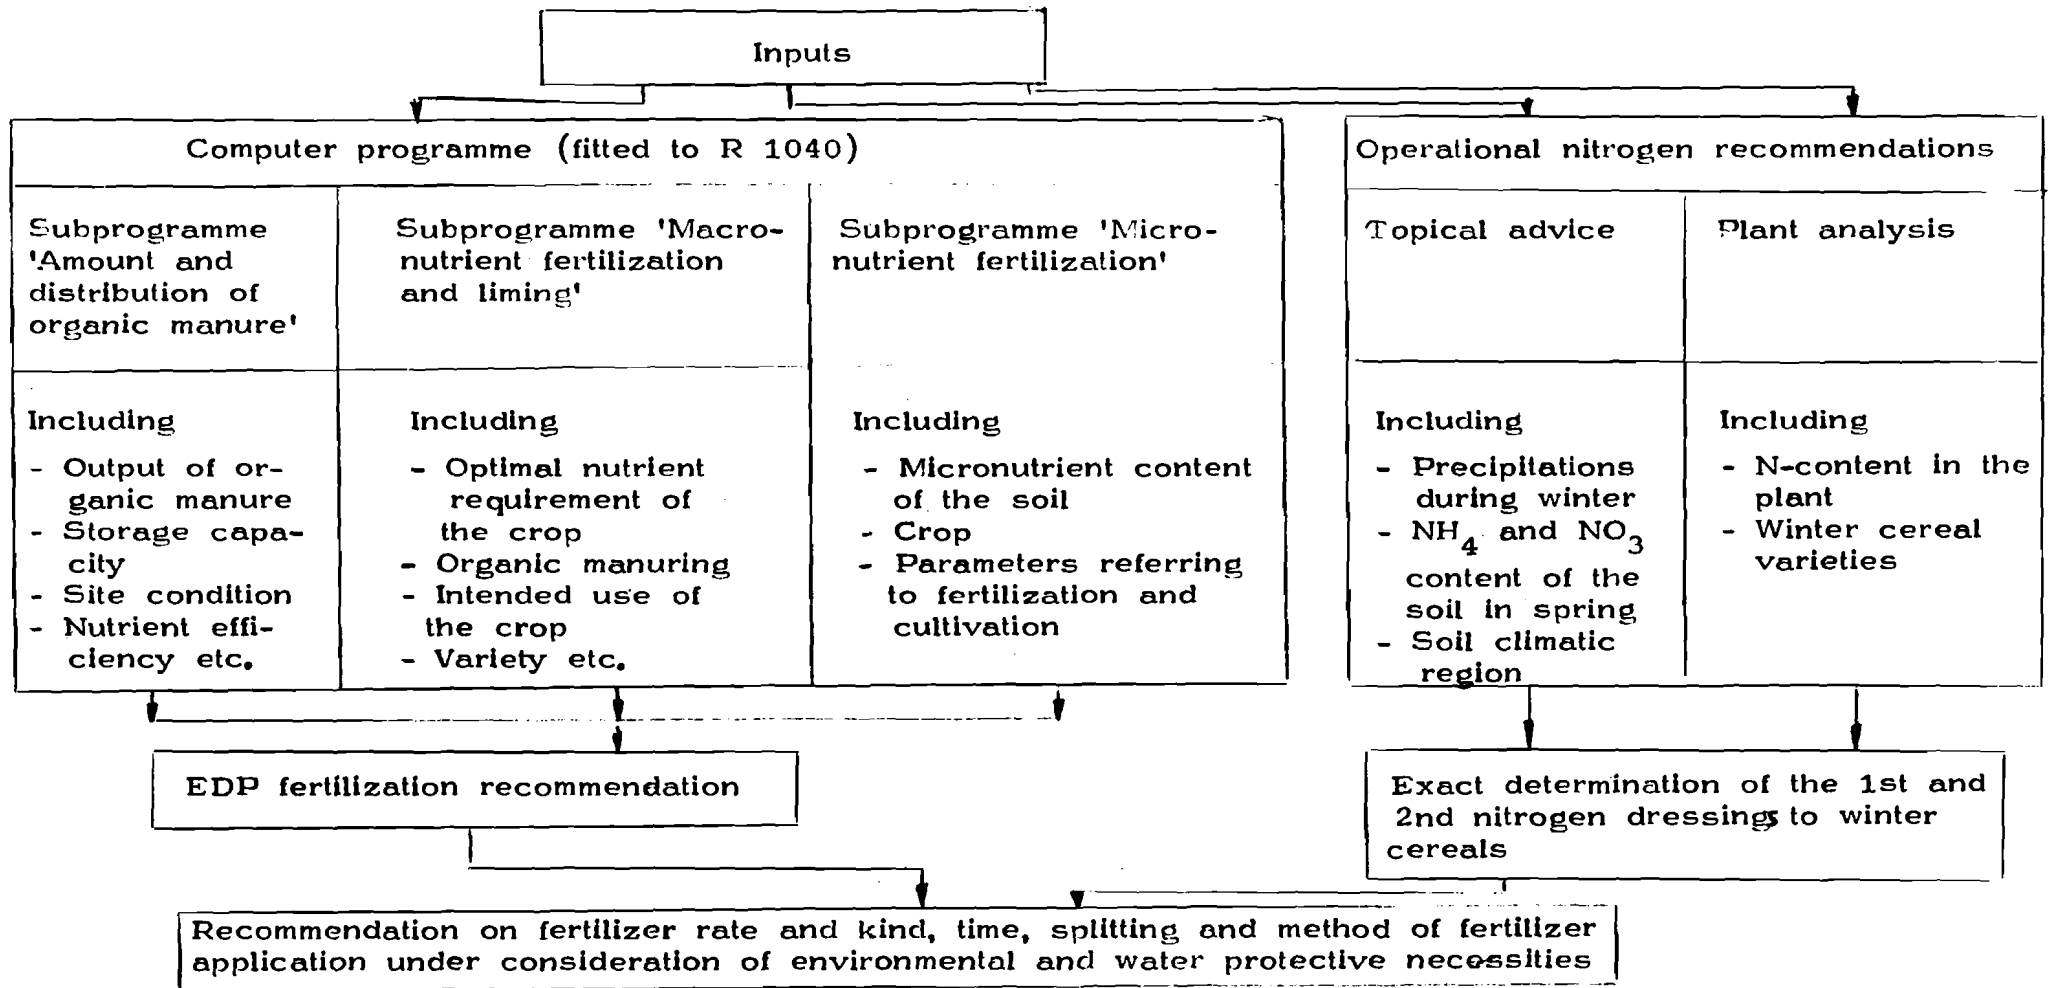 Inputs
Computer programme (fitted to R 1040)
Subprogramme
'Amount and
distribution of
organic manure'
Subprogramme 'Macro-
nutrient fertilization
and liming'
Subprogramme 'Micro-
nutrient fertilization'
Including
- Output of or-
ganic manure
- Storage capa-
city
- Site condition
- Nutrient effi-
ciency etc.
Including
- Optimal nutrient
requirement of
the crop
- Organic manuring
- Intended use of
the crop
- Variety etc.
Including
- Micronutrient content
of the soil
- Crop
- Parameters referring
to fertilization and
cultivation
Operational nitrogen recommendations
Topical advice
Plant analysis
Including
- Precipitations
during winter
- NH4 and NO3
content of the
soil in spring
- Soil climatic
region
Including
- N-content in the
plant
- Winter cereal
varieties
EDP fertilization recommendation
Exact determination of the 1st and
2nd nitrogen dressings to winter
cereals
Recommendation on fertilizer rate and kind, time, splitting and method of fertilizer
application under consideration of environmental and water protective necessities